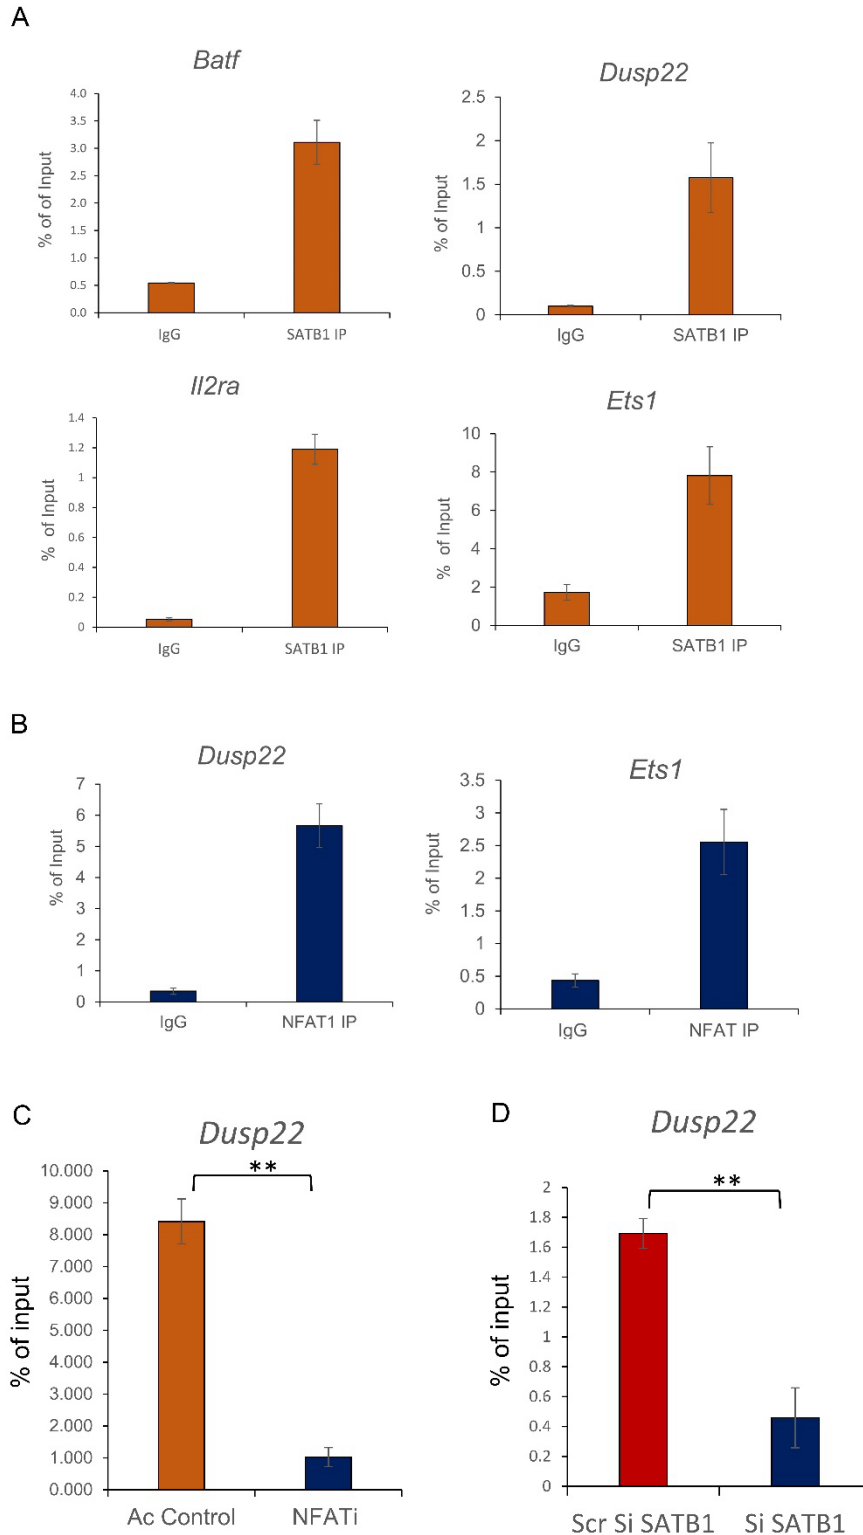 A
Batf
% of of Input
4.0
3.5
3.0
2.5
2.0
1.5
1.0
0.5
0.0
IgG
SATB1 IP
Dusp22
% of Input
2.5
2
1.5
1
0.5
0
IgG
SATB1 IP
Il2ra
% of Input
1.4
1.2
1
0.8
0.6
0.4
0.2
0
IgG
SATB1 IP
Ets1
% of Input
10
8
6
4
2
0
IgG
SATB1 IP
B
Dusp22
% of Input
7
6
5
4
3
2
1
0
IgG
NFAT1 IP
Ets1
% of Input
3.5
3
2.5
2
1.5
1
0.5
0
IgG
NFAT IP
C
Dusp22
**
% of input
10.000
9.000
8.000
7.000
6.000
5.000
4.000
3.000
2.000
1.000
0.000
Ac Control
NFATi
D
Dusp22
**
% of input
2
1.8
1.6
1.4
1.2
1
0.8
0.6
0.4
0.2
0
Scr Si SATB1
Si SATB1